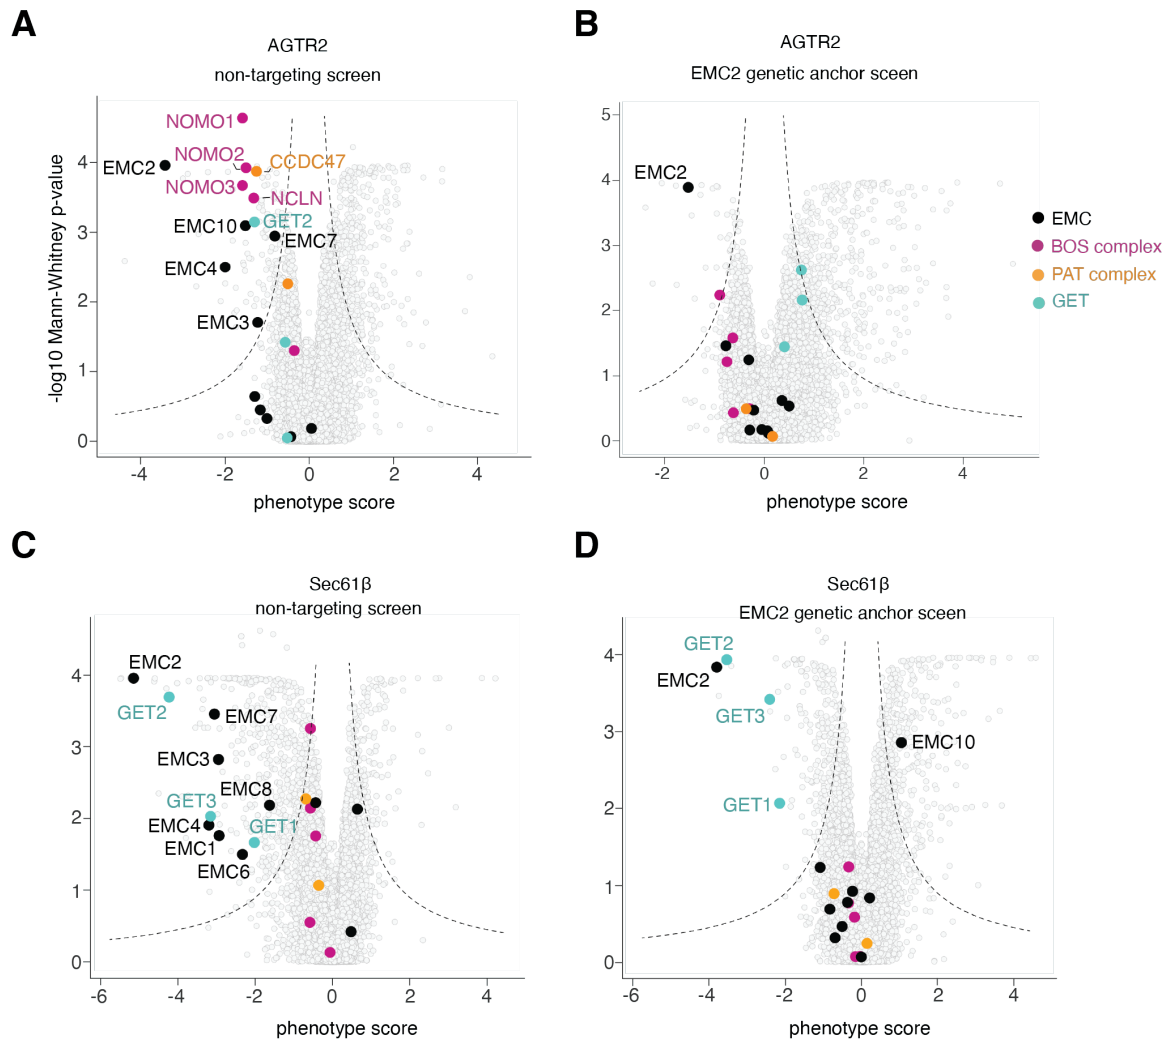 A
AGTR2
non-targeting screen
-log10 Mann-Whitney p-value
4
3
2
1
0
NOMO1
NOMO2
CCDC47
EMC2
NOMO3
NCLN
GET2
EMC10
EMC7
EMC4
EMC3
-4
-2
0
2
4
phenotype score
B
AGTR2
EMC2 genetic anchor sceen
5
4
3
2
1
0
EMC2
-2
0
2
4
phenotype score
EMC
BOS complex
PAT complex
GET
C
Sec61β
non-targeting screen
4
3
2
1
0
EMC2
GET2
EMC7
EMC3
EMC8
GET3
EMC4
GET1
EMC1
EMC6
-6
-4
-2
0
2
4
phenotype score
D
Sec61β
EMC2 genetic anchor sceen
4
3
2
1
0
GET2
EMC2
GET3
EMC10
GET1
-6
-4
-2
0
2
4
phenotype score